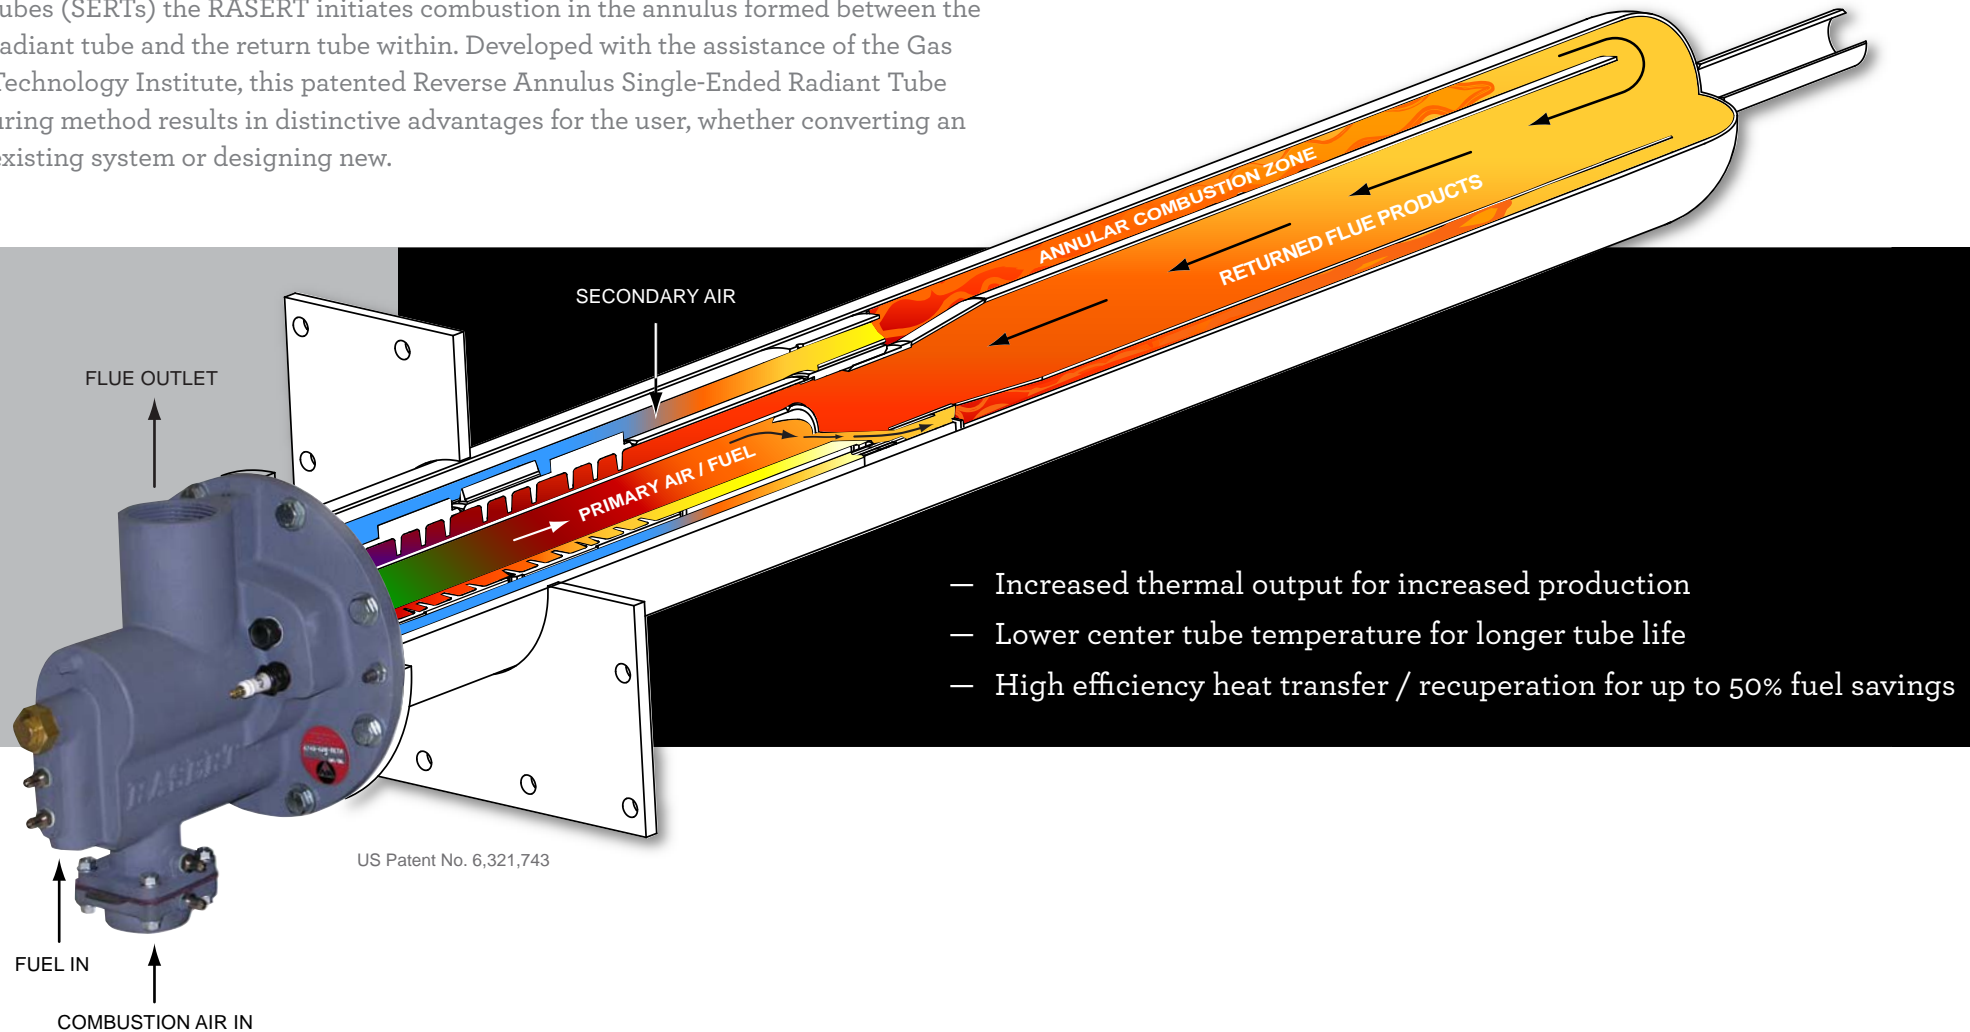 ubes (SERTs) the RASERT initiates combustion in the annulus formed between the
adiant tube and the return tube within. Developed with the assistance of the Gas
Technology Institute, this patented Reverse Annulus Single-Ended Radiant Tube
uring method results in distinctive advantages for the user, whether converting an
existing system or designing new.
ANNULAR COMBUSTION ZONE
RETURNED FLUE PRODUCTS
SECONDARY AIR
FLUE OUTLET
PRIMARY AIR / FUEL
— Increased thermal output for increased production
— Lower center tube temperature for longer tube life
— High efficiency heat transfer / recuperation for up to 50% fuel savings
RASERT
US Patent No. 6,321,743
FUEL IN
COMBUSTION AIR IN